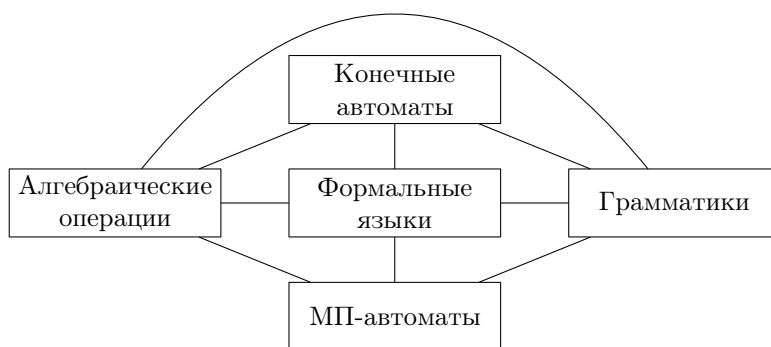 Конечные
автоматы
Алгебраические
операции
Формальные
языки
Грамматики
МП-автоматы